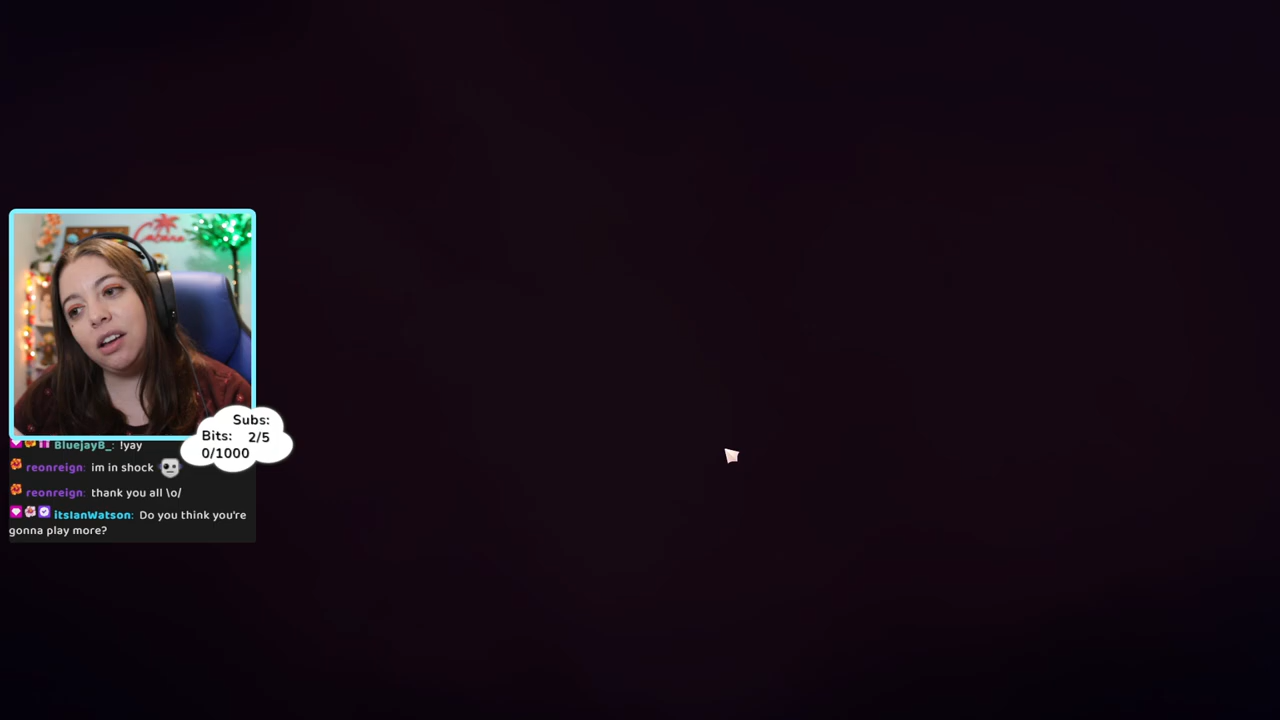 Cabana
Subs:
Bits: 2/5
0/1000
BluejayB_: !yay
reonreign: im in shock
reonreign: thank you all \o/
itsIanWatson: Do you think you're
gonna play more?